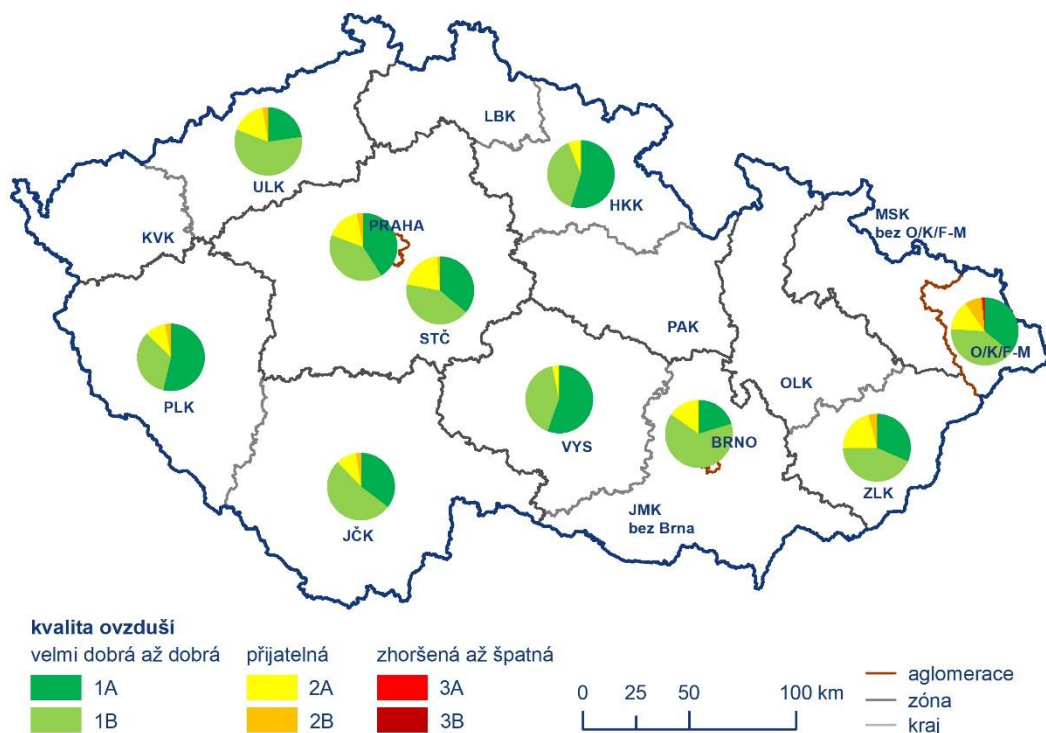 LBK
ULK
HKK
PRAHA
MSK
bez O/K/F-M
KVK
STČ
PAK
O/K/F-M
OLK
PLK
VYS
BRNO
ZLK
JČK
JMK
bez Brna
kvalita ovzduší
velmi dobrá až dobrá
přijatelná
zhoršená až špatná
1A
2A
3A
1B
2B
3B
0 25 50 100 km
aglomerace
zóna
kraj